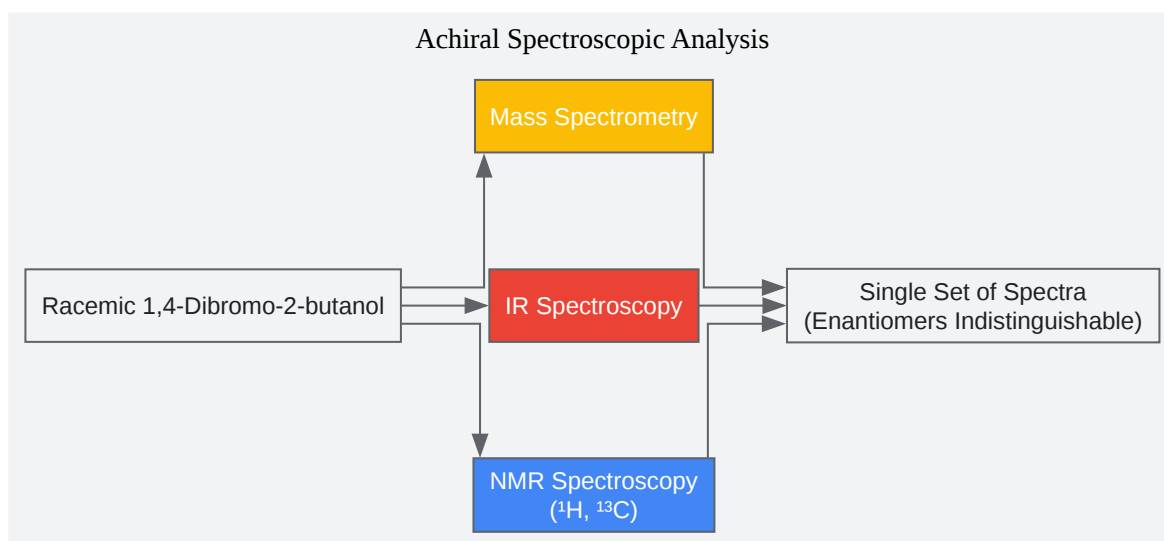 Achiral Spectroscopic Analysis
Mass Spectrometry
Racemic 1,4-Dibromo-2-butanol
IR Spectroscopy
Single Set of Spectra
(Enantiomers Indistinguishable)
NMR Spectroscopy
(¹H, ¹³C)